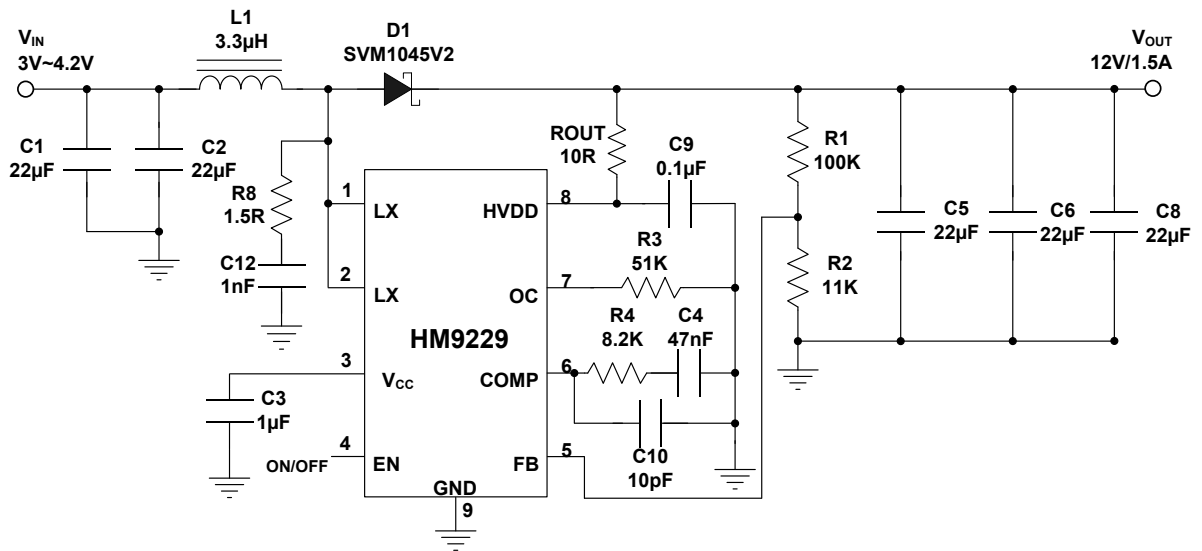 V_IN
3V~4.2V
L1
3.3µH
D1
SVM1045V2
V_OUT
12V/1.5A
C1
22µF
C2
22µF
R8
1.5R
C12
1nF
ROUT
10R
C9
0.1µF
R1
100K
R2
11K
C5
22µF
C6
22µF
C8
22µF
1
LX
2
LX
HVDD
8
OC
7
R3
51K
HM9229
R4
8.2K
C4
47nF
3
V_CC
COMP
6
C3
1µF
4
ON/OFF
EN
FB
5
C10
10pF
GND
9